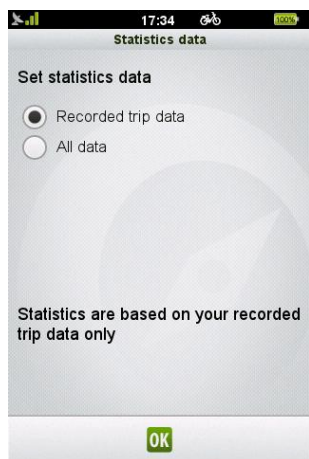 17:34
100%
Statistics data
Set statistics data
Recorded trip data
All data
Statistics are based on your recorded
trip data only
OK